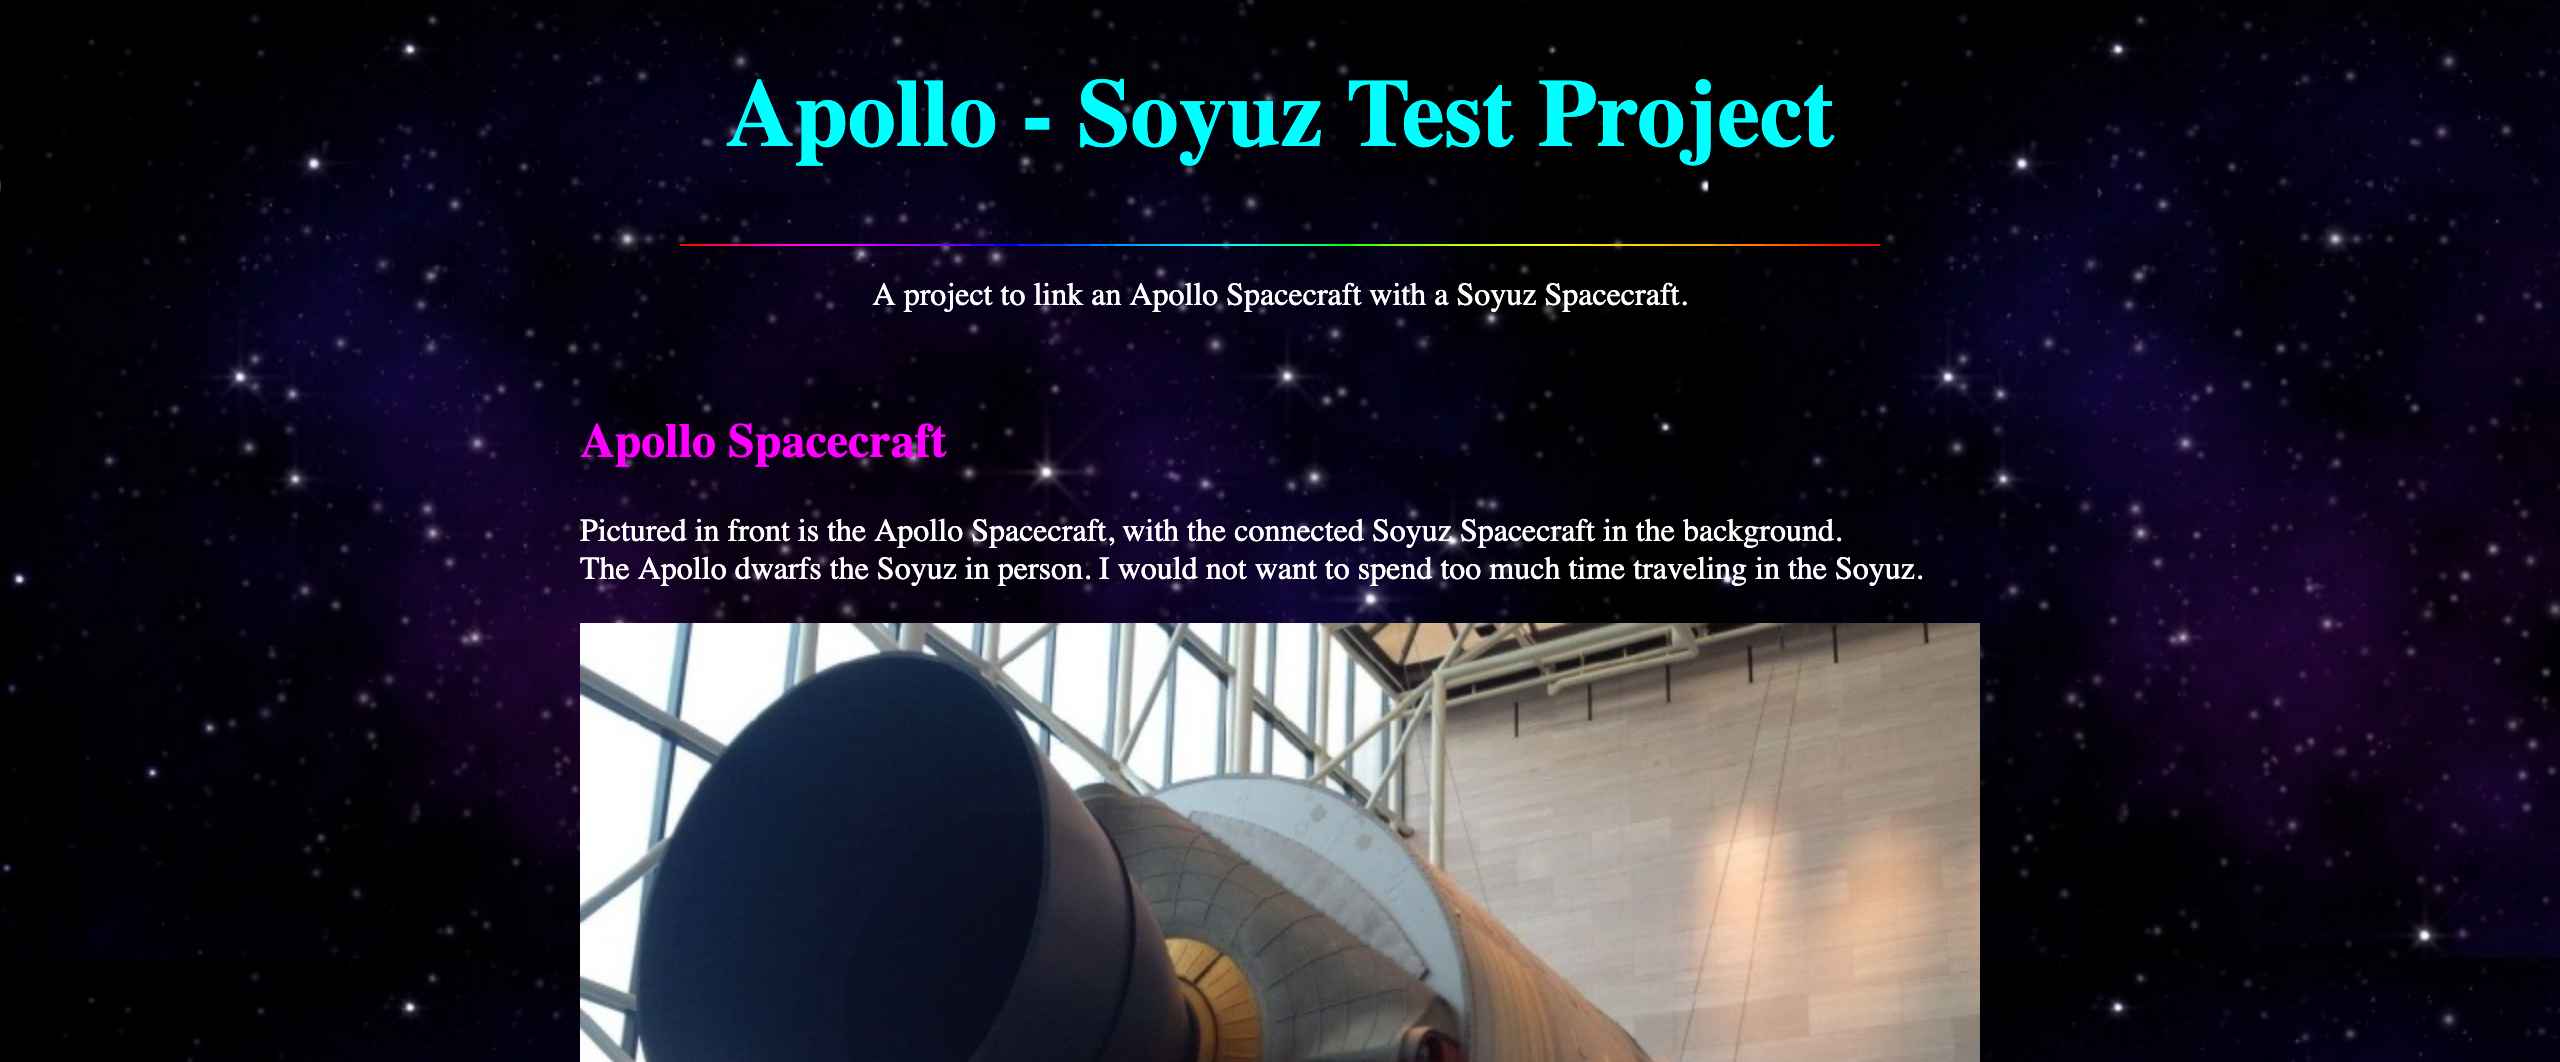 Apollo - Soyuz Test Project
A project to link an Apollo Spacecraft with a Soyuz Spacecraft.
Apollo Spacecraft
Pictured in front is the Apollo Spacecraft, with the connected Soyuz Spacecraft in the background.
The Apollo dwarfs the Soyuz in person. I would not want to spend too much time traveling in the Soyuz.